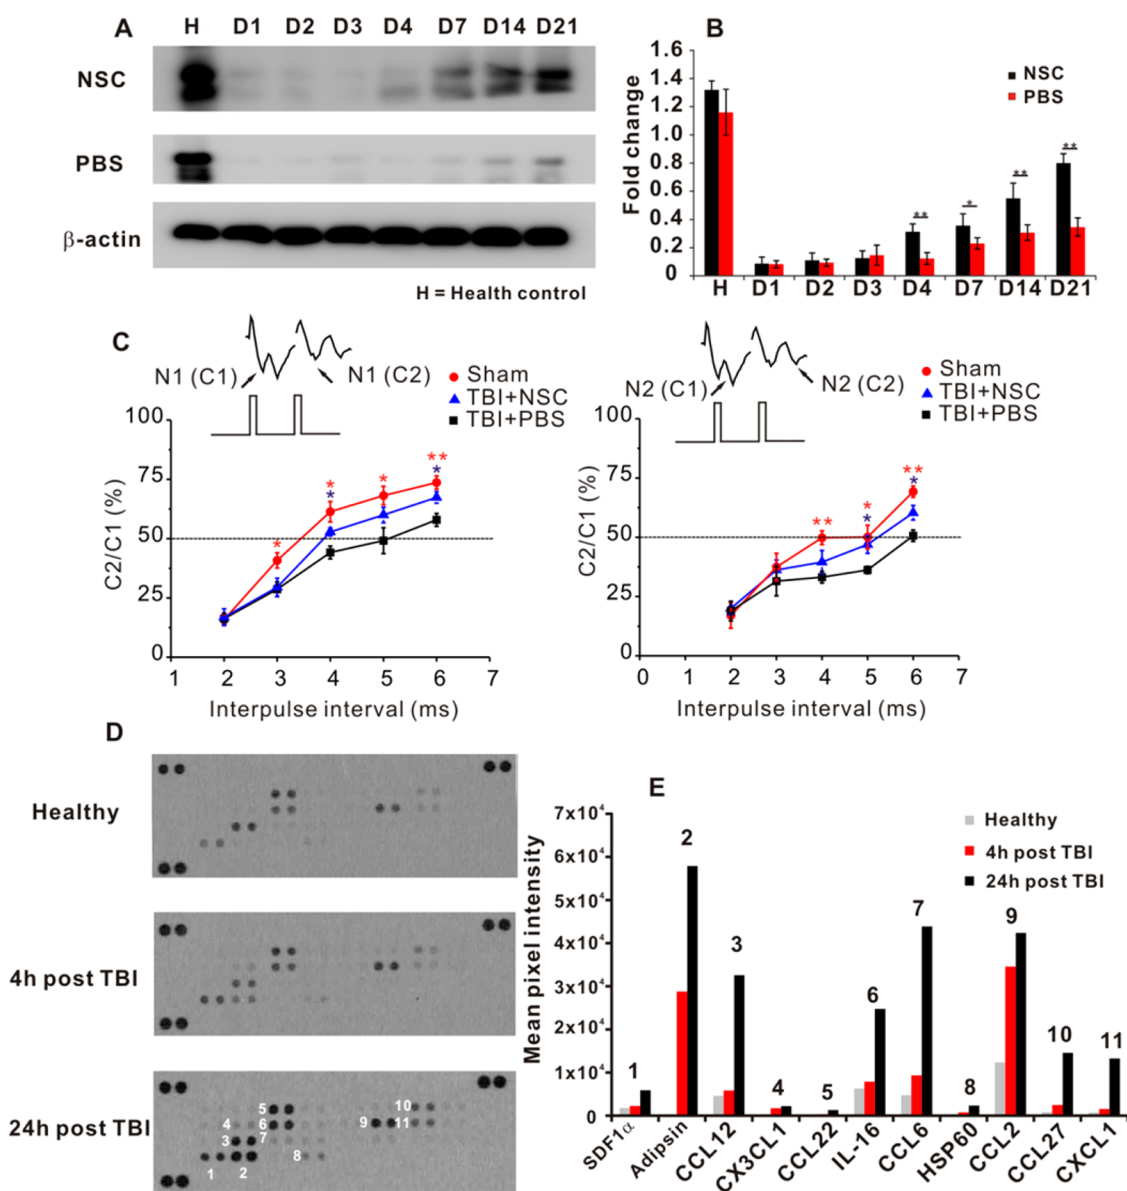 A
H D1 D2 D3 D4 D7 D14 D21
NSC
PBS
β-actin
H = Health control
B
NSC
PBS
Fold change
1.6
1.4
1.2
1.0
0.8
0.6
0.4
0.2
0
** * ** **
H D1 D2 D3 D4 D7 D14 D21
C
N1 (C1)
N1 (C2)
Sham
TBI+NSC
TBI+PBS
C2/C1 (%)
100
75
50
25
0
* * * * ** *
1 2 3 4 5 6 7
Interpulse interval (ms)
N2 (C1)
N2 (C2)
Sham
TBI+NSC
TBI+PBS
C2/C1 (%)
100
75
50
25
0
** * * ** *
0 1 2 3 4 5 6 7
Interpulse interval (ms)
D
Healthy
4h post TBI
24h post TBI
5
10
4
6
9
11
3
7
1
2
8
E
Healthy
4h post TBI
24h post TBI
Mean pixel intensity
7x10⁴
6x10⁴
5x10⁴
4x10⁴
3x10⁴
2x10⁴
1x10⁴
0
1 2 3 4 5 6 7 8 9 10 11
SDF1α Adipsin CCL12 CX3CL1 CCL22 IL-16 CCL6 HSP60 CCL2 CCL27 CXCL1